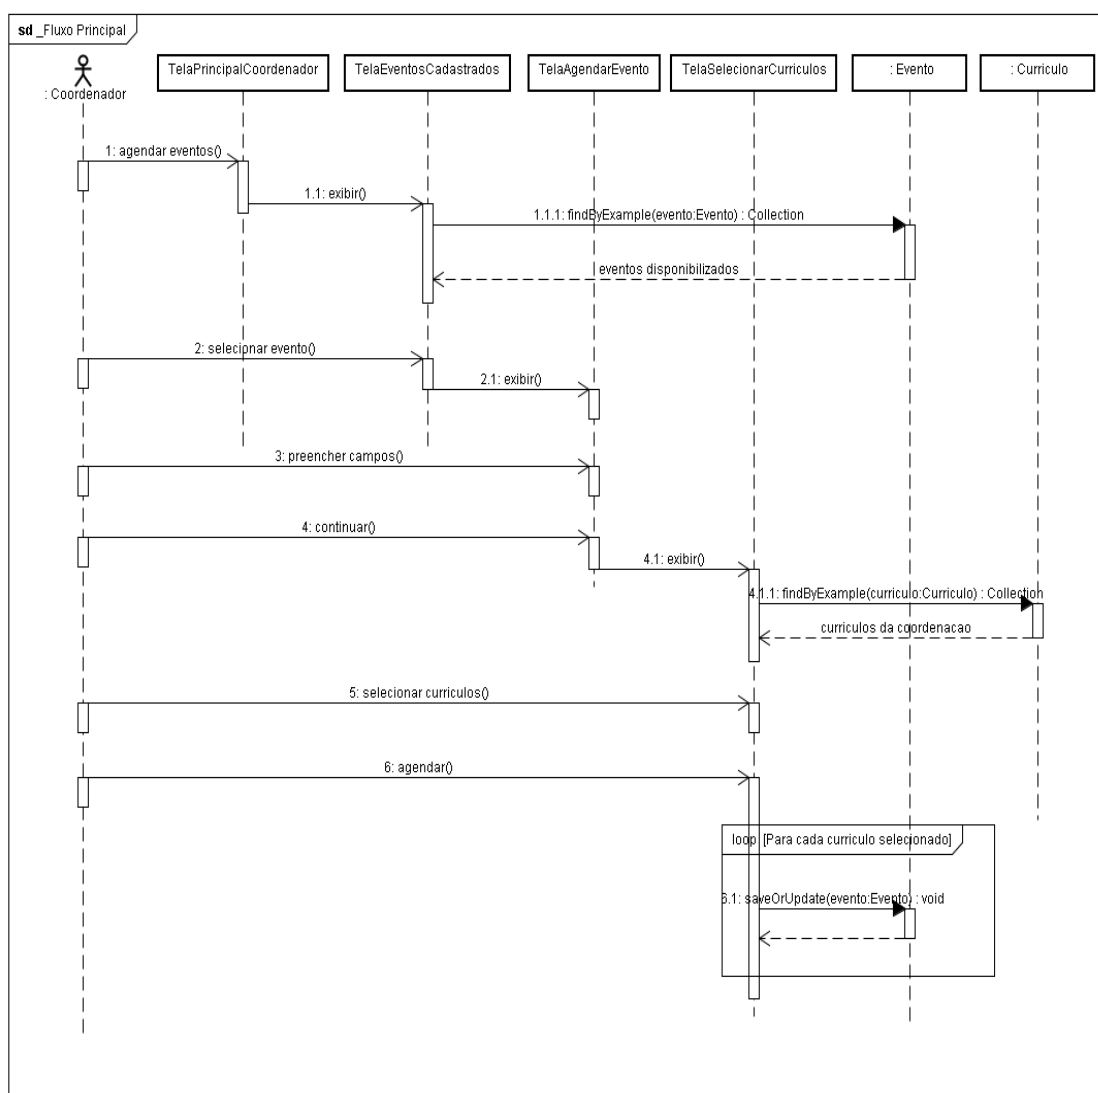 sd _Fluxo Principal
: Coordenador
TelaPrincipalCoordenador
TelaEventosCadastrados
TelaAgendarEvento
TelaSelecionarCurriculos
: Evento
: Curriculo
1: agendar eventos()
1.1: exibir()
1.1.1: findByExample(evento:Evento) : Collection
eventos disponibilizados
2: selecionar evento()
2.1: exibir()
3: preencher campos()
4: continuar()
4.1: exibir()
4.1.1: findByExample(curriculo:Curriculo) : Collection
curriculos da coordenacao
5: selecionar curriculos()
6: agendar()
loop [Para cada curriculo selecionado]
6.1: saveOrUpdate(evento:Evento) : void